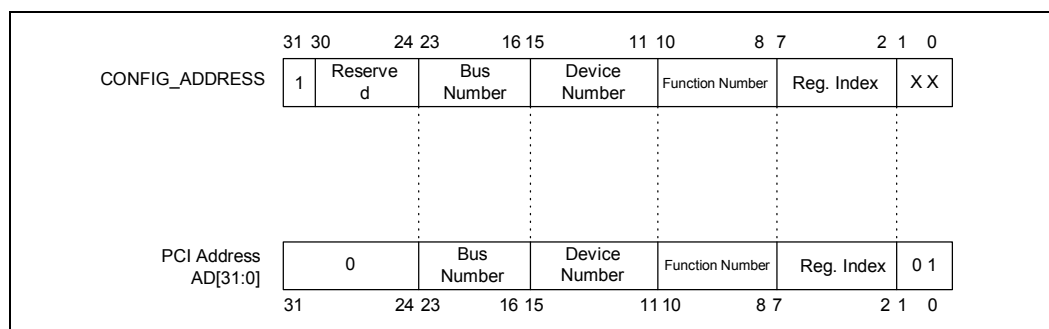 31 30 24 23 16 15 11 10 8 7 2 1 0
CONFIG_ADDRESS
1
Reserve
d
Bus
Number
Device
Number
Function Number
Reg. Index
X X
PCI Address
AD[31:0]
0
Bus
Number
Device
Number
Function Number
Reg. Index
0 1
31 24 23 16 15 11 10 8 7 2 1 0